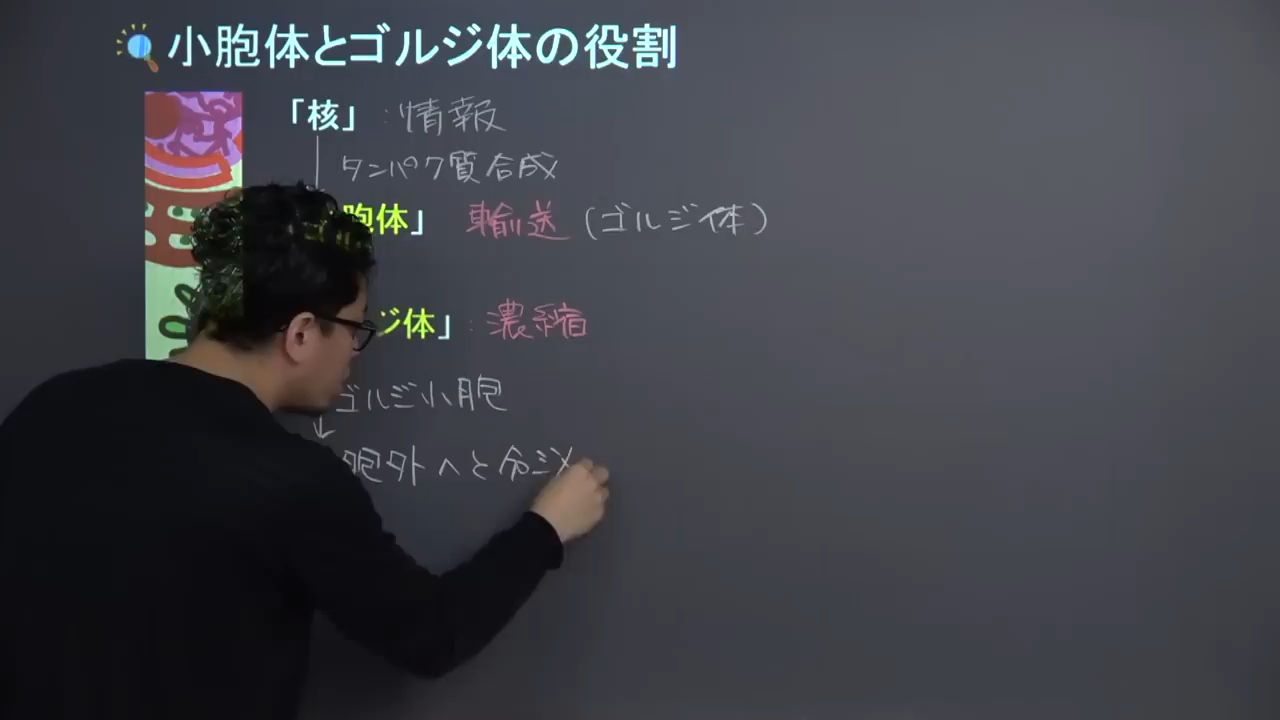 小胞体とゴルジ体の役割
「核」:情報
タンパク質合成
胞体」 輸送(ゴルジ体)
ジ体」:濃縮
ゴルジ小胞
胞外へと分